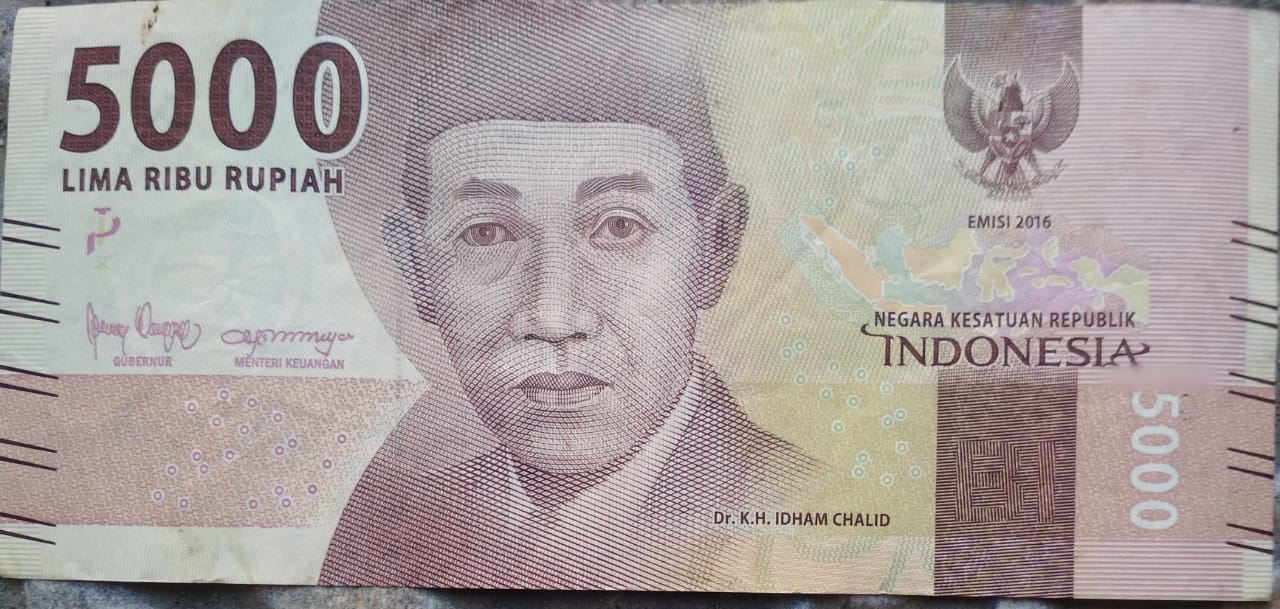 5000
LIMA RIBU RUPIAH
GUBERNUR
MENTERI KEUANGAN
EMISI 2016
NEGARA KESATUAN REPUBLIK
INDONESIA
5000
Dr. K.H. IDHAM CHALID